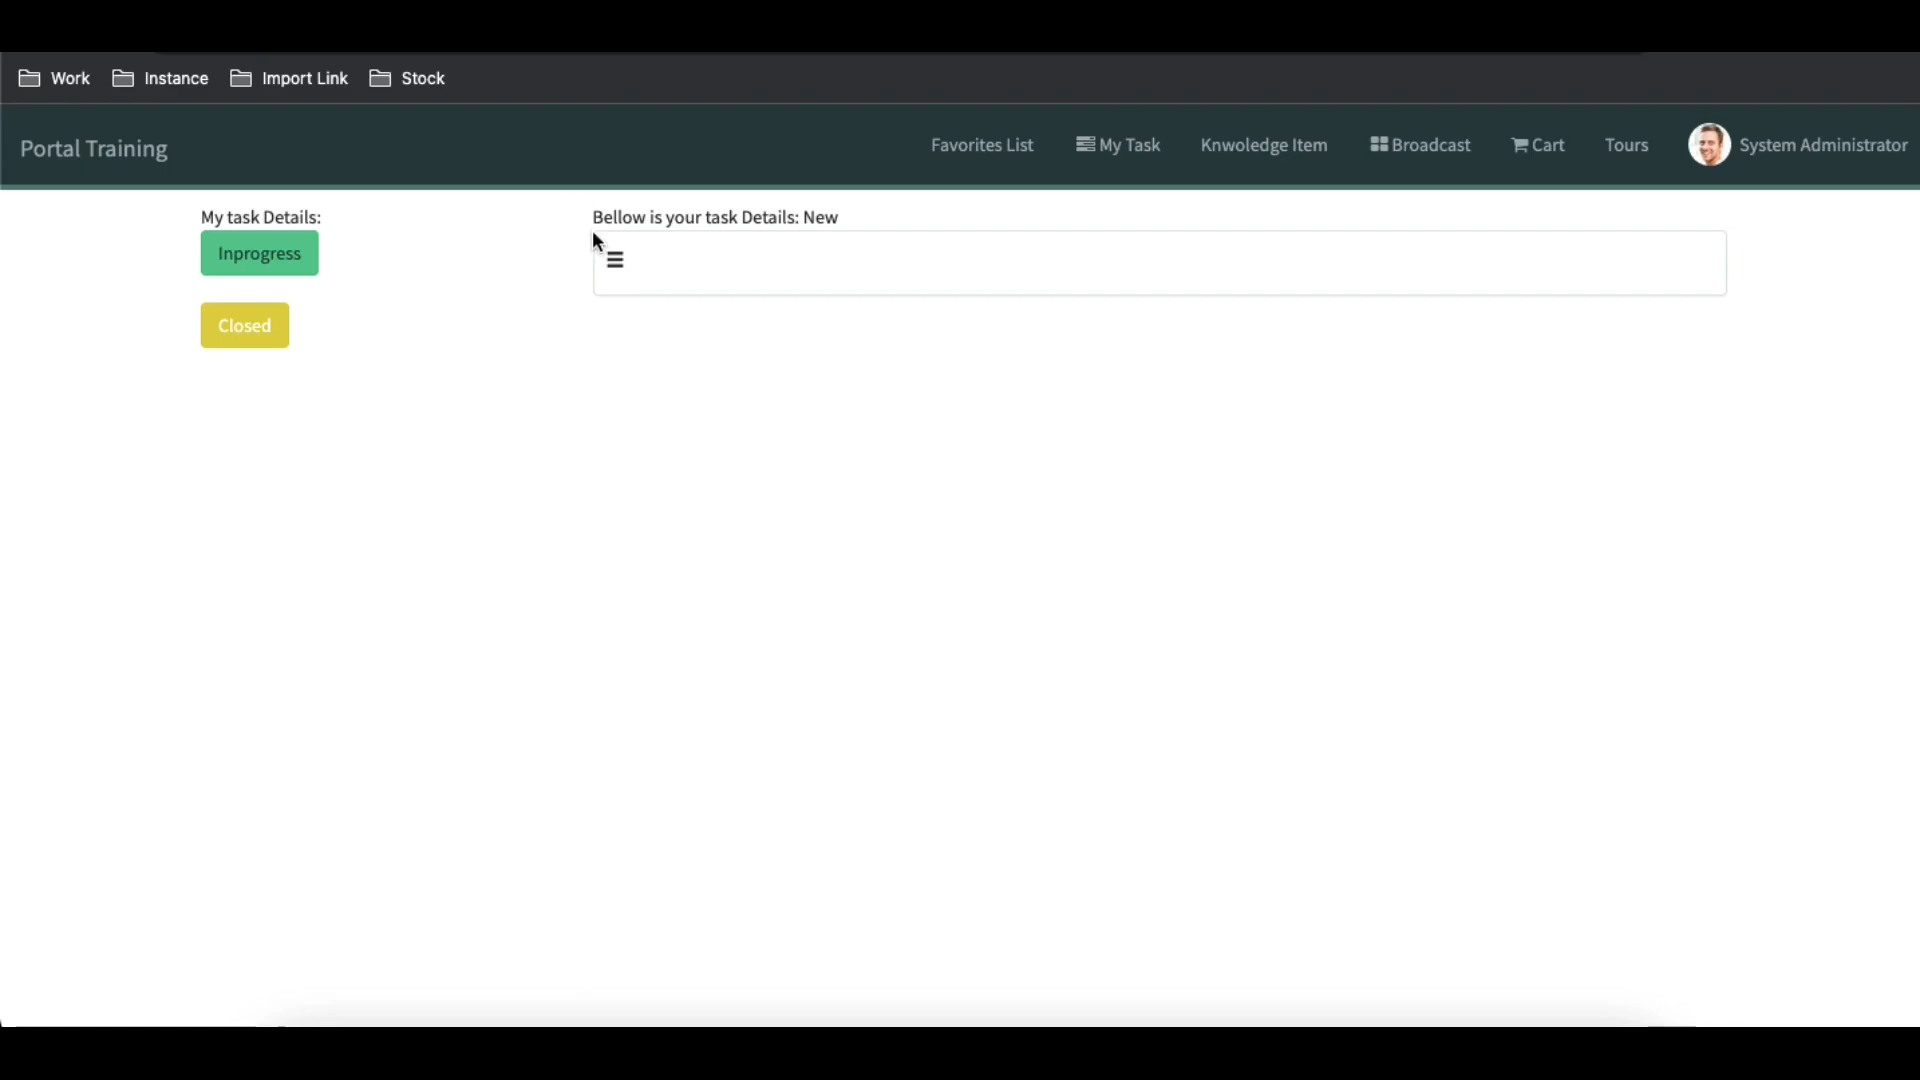 Work Instance Import Link Stock
Portal Training Favorites List My Task Knwoledge Item Broadcast Cart Tours System Administrator
My task Details:
Inprogress
Closed
Bellow is your task Details: New